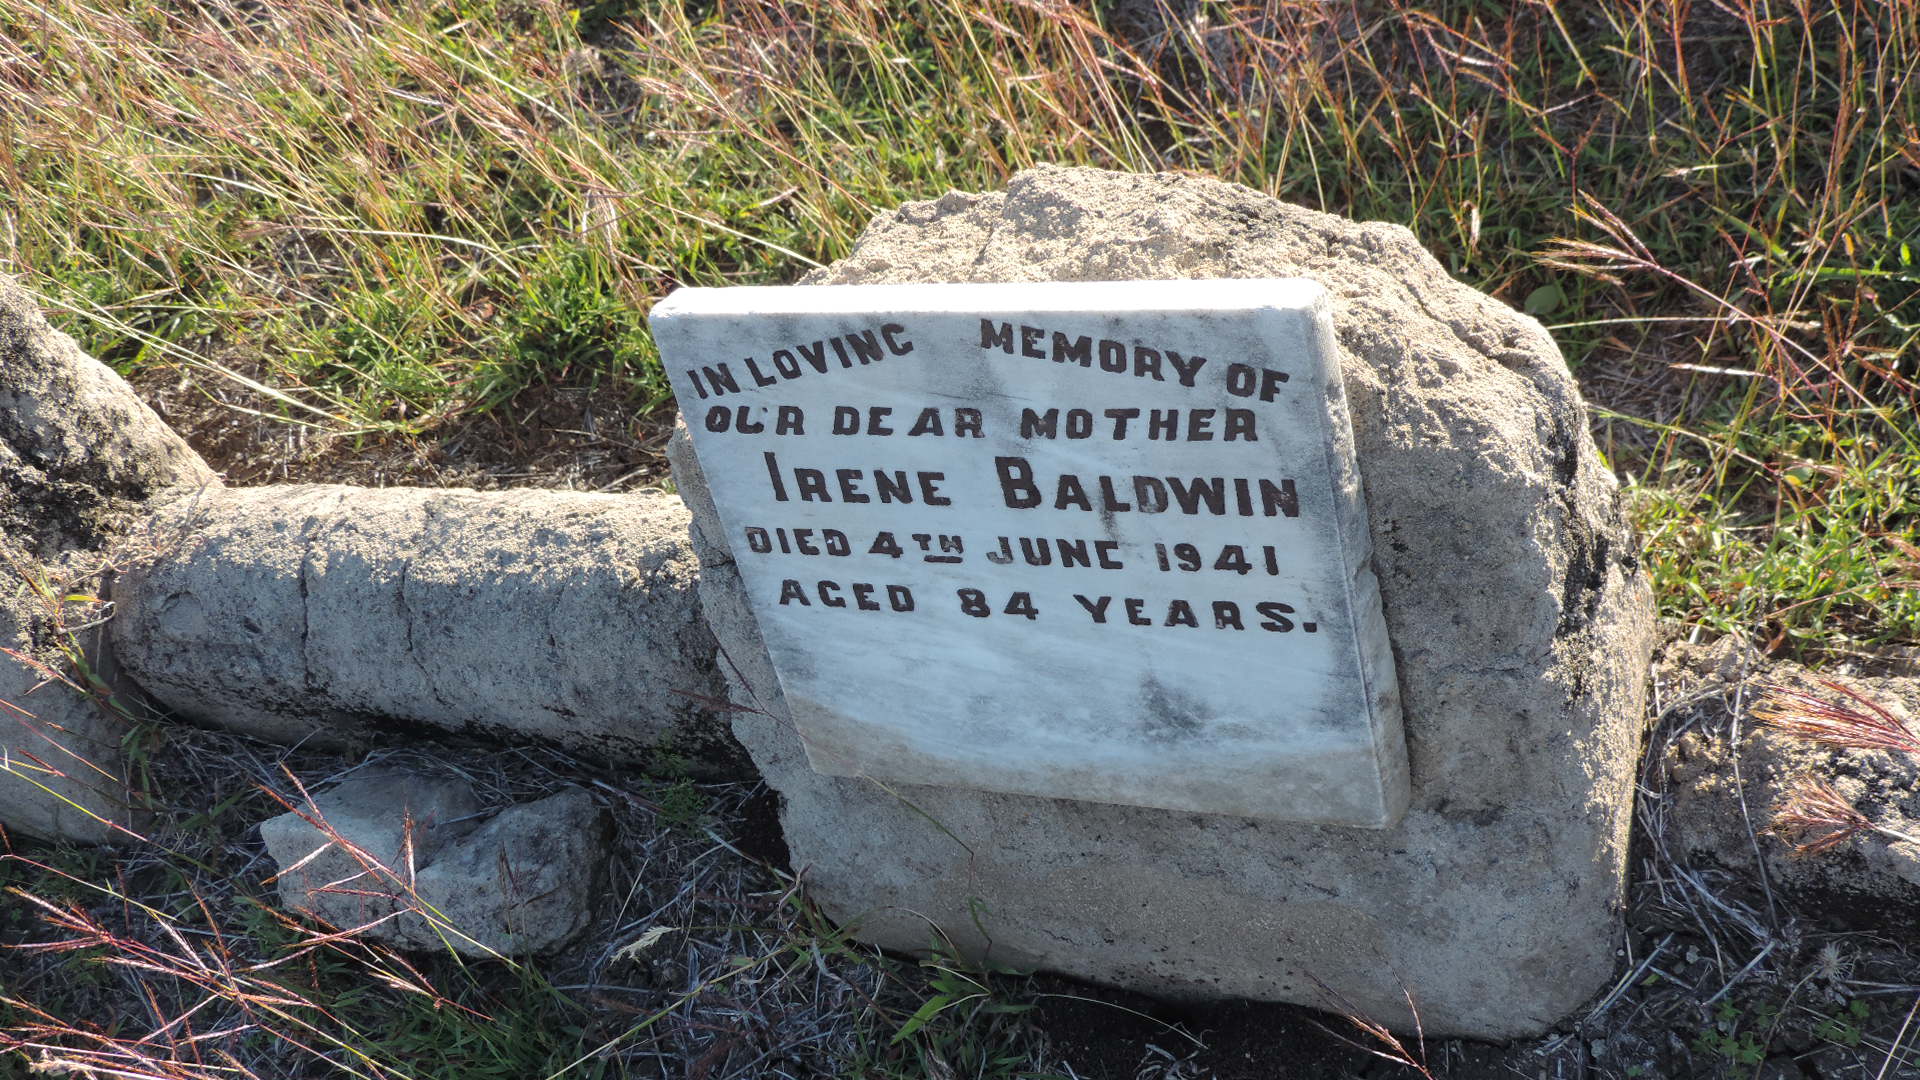 IN LOVING MEMORY OF
OUR DEAR MOTHER
IRENE BALDWIN
DIED 4TH JUNE 1941
AGED 84 YEARS.